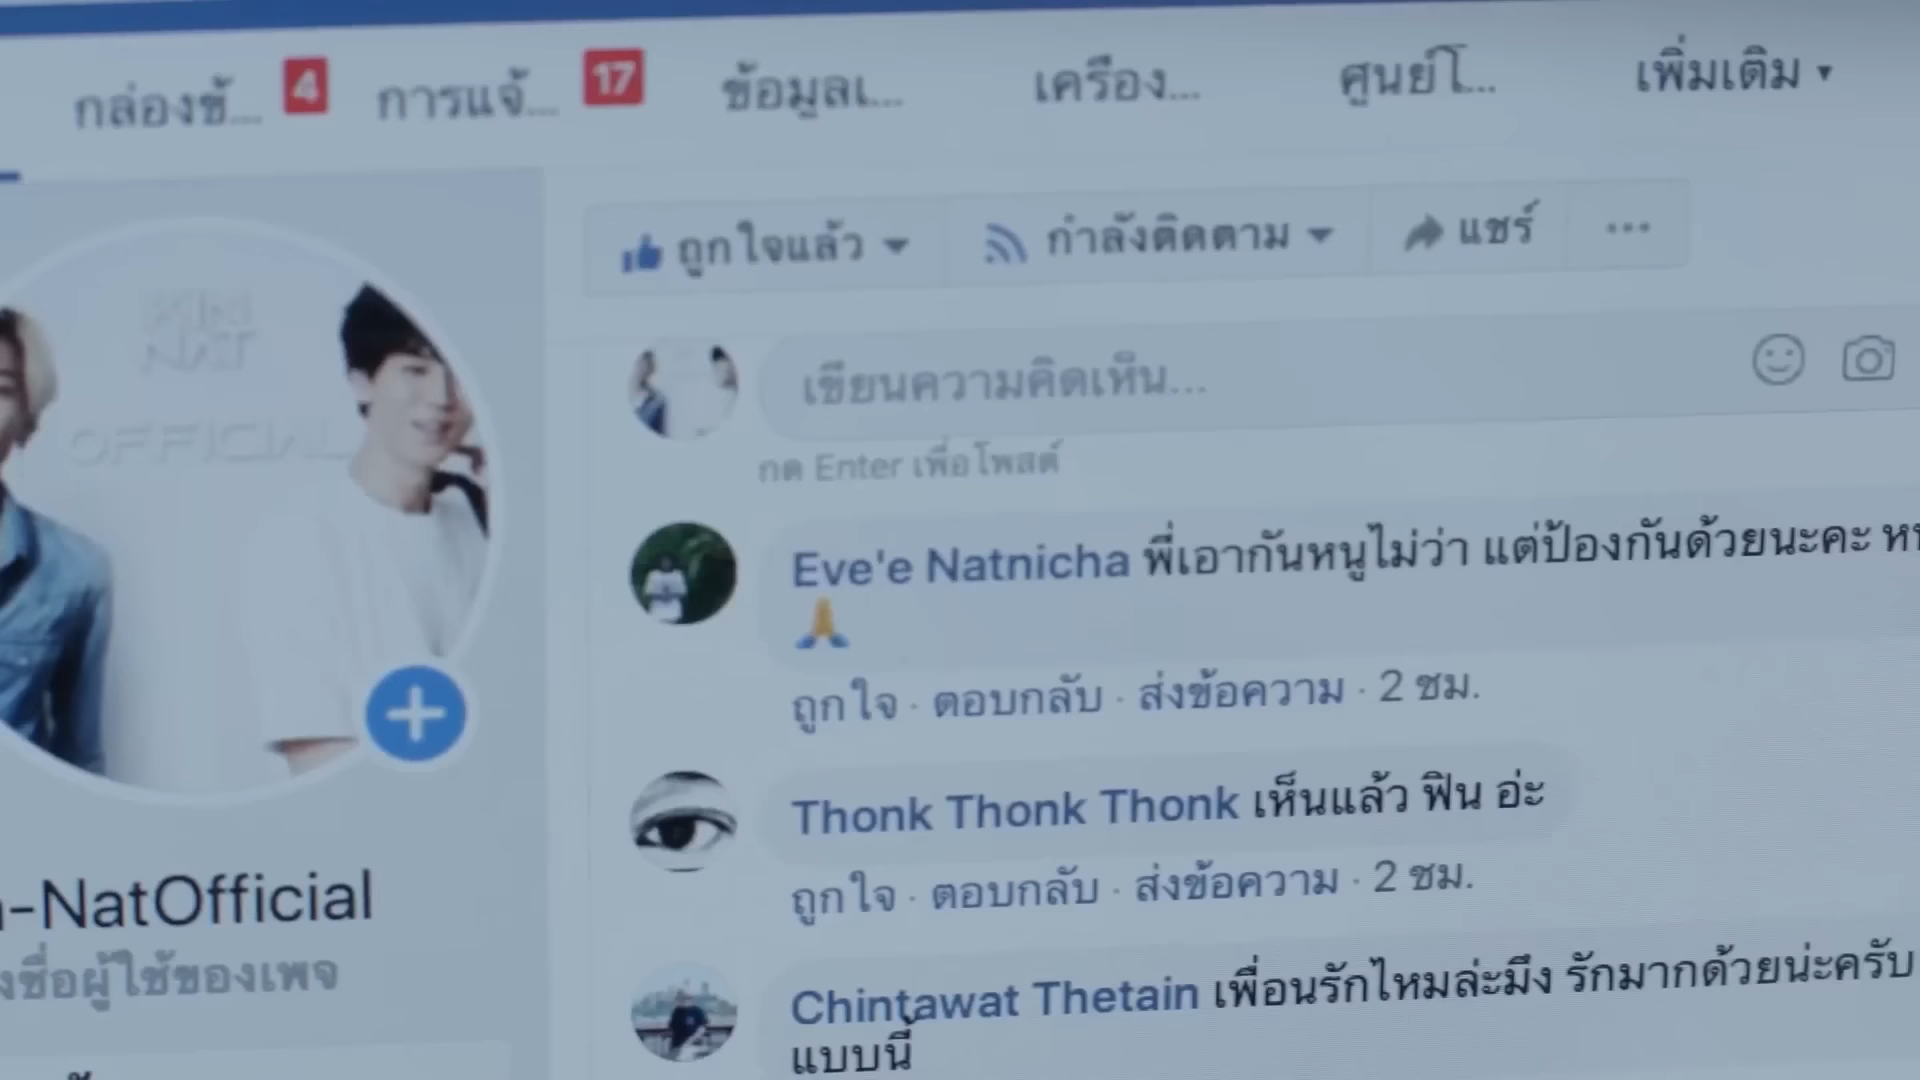 กล่องข้... 4 การแจ้... 17 ข้อมูลเ... เครื่อง... ศูนย์โ... เพิ่มเติม
ถูกใจแล้ว กำลังติดตาม แชร์ ...
NAT
OFFICIAL
เขียนความคิดเห็น...
กด Enter เพื่อโพสต์
Eve'e Natnicha พี่เอากันหนูไม่ว่า แต่ป้องกันด้วยนะคะ
🙏
ถูกใจ · ตอบกลับ · ส่งข้อความ · 2 ชม.
Thonk Thonk Thonk เห็นแล้ว ฟิน อ่ะ
ถูกใจ · ตอบกลับ · ส่งข้อความ · 2 ชม.
-NatOfficial
ชื่อผู้ใช้ของเพจ
Chintawat Thetain เพื่อนรักไหมล่ะมึง รักมากด้วยน่ะครับ
แบบนี้